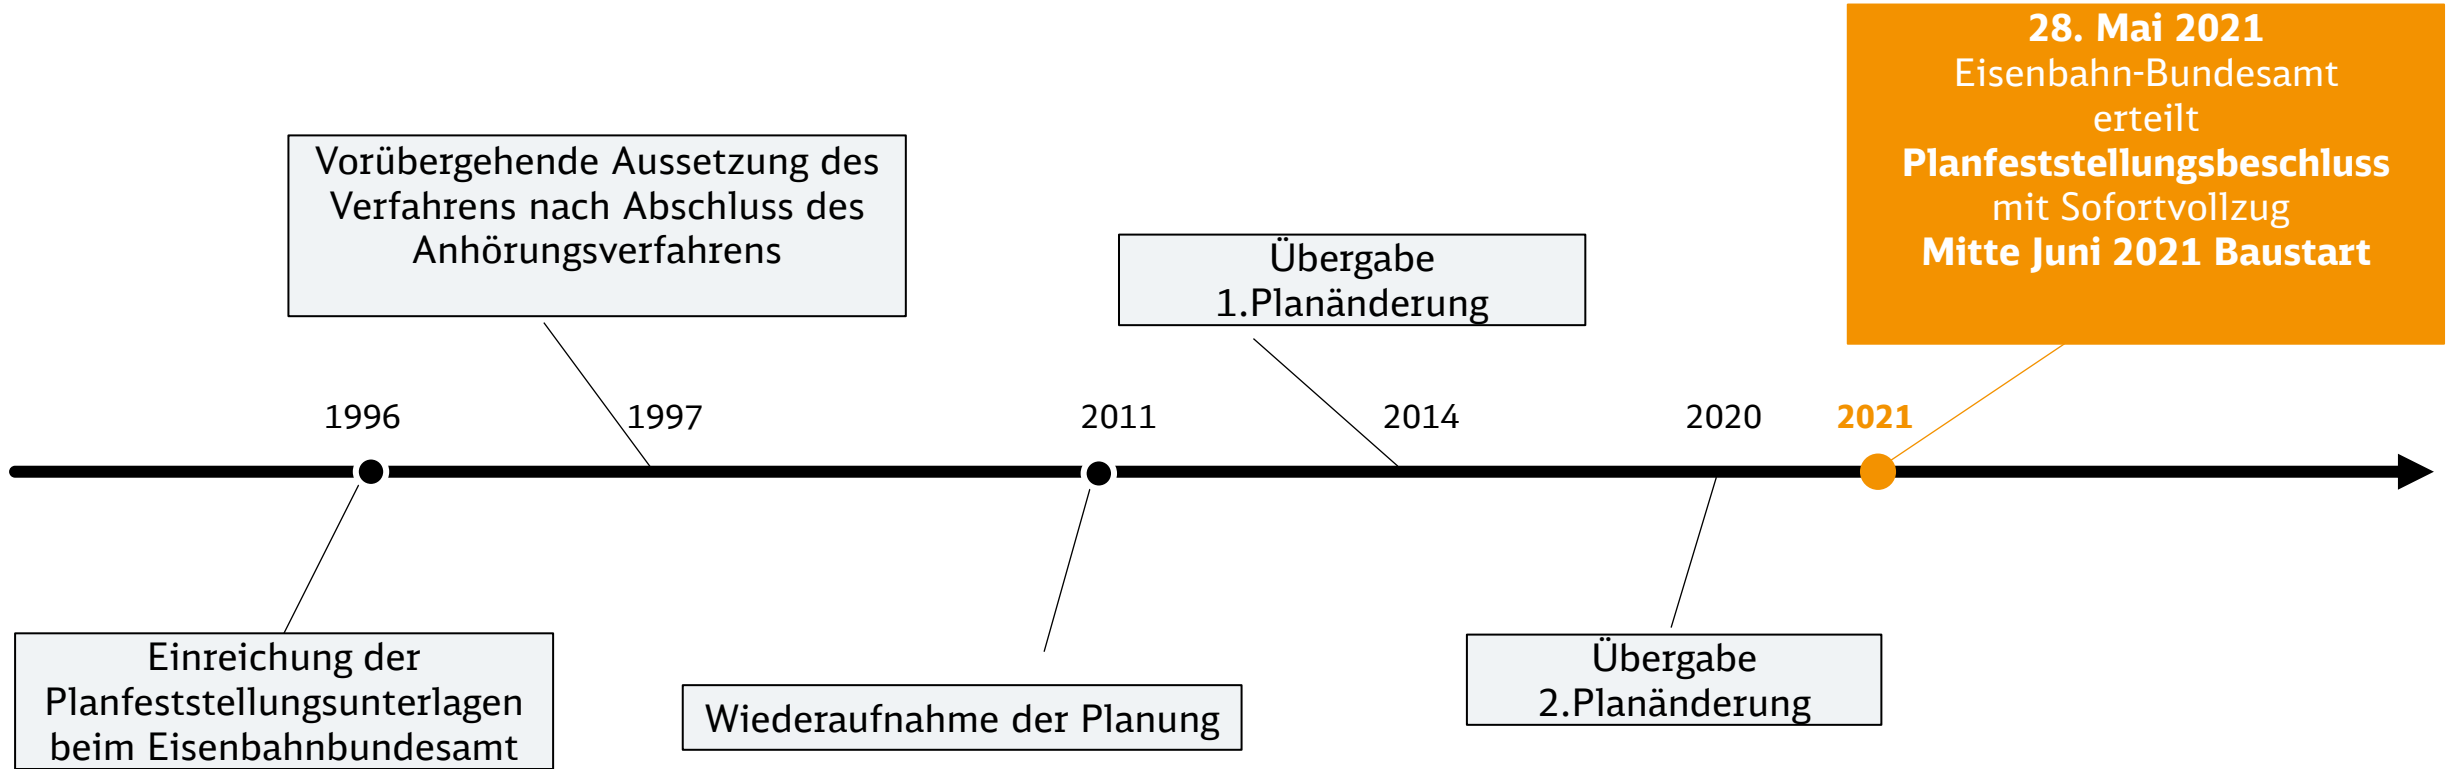 28. Mai 2021
Eisenbahn-Bundesamt
erteilt
Planfeststellungsbeschluss
mit Sofortvollzug
Mitte Juni 2021 Baustart
Vorübergehende Aussetzung des
Verfahrens nach Abschluss des
Anhörungsverfahrens
Übergabe
1.Planänderung
1996
1997
2011
2014
2020
2021
Einreichung der
Planfeststellungsunterlagen
beim Eisenbahnbundesamt
Wiederaufnahme der Planung
Übergabe
2.Planänderung